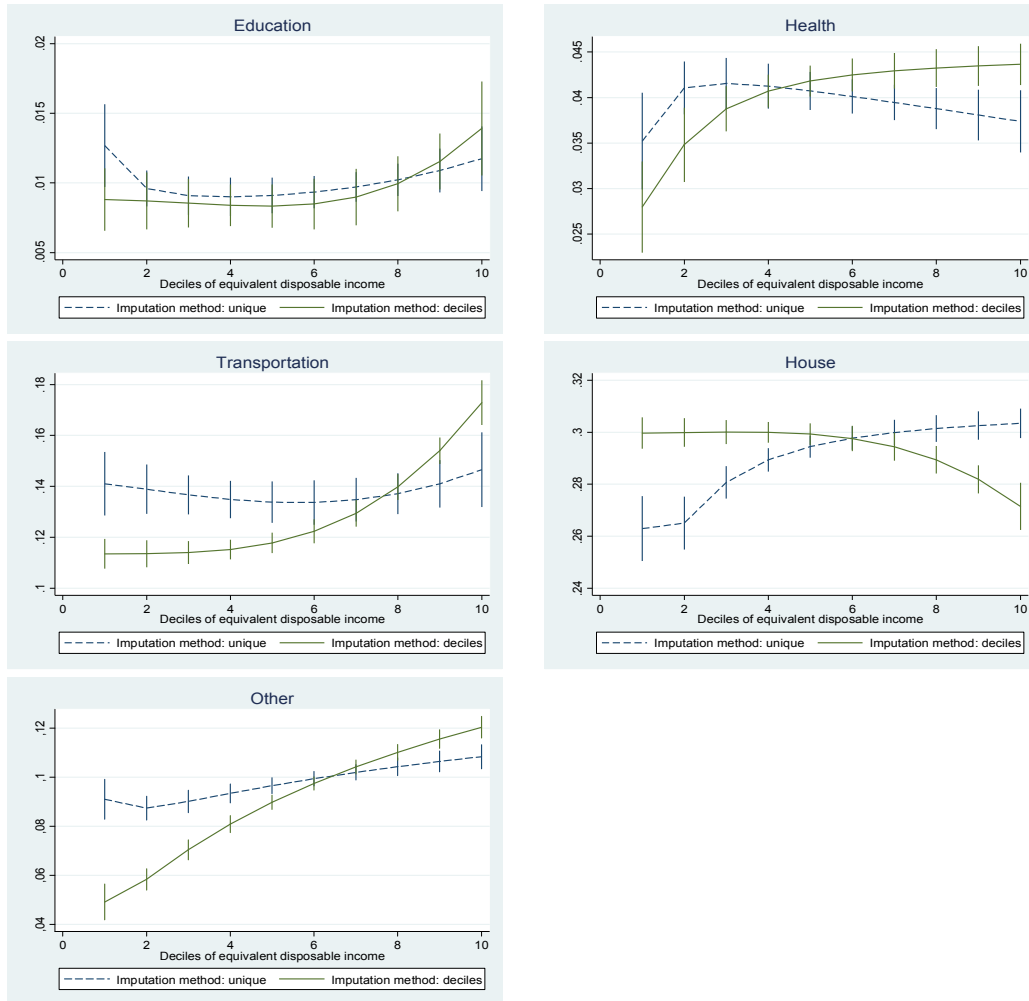 Education
.02
.015
.01
.005
0 2 4 6 8 10
Deciles of equivalent disposable income
Imputation method: unique Imputation method: deciles
Health
.045
.04
.035
.03
.025
0 2 4 6 8 10
Deciles of equivalent disposable income
Imputation method: unique Imputation method: deciles
Transportation
.18
.16
.14
.12
.1
0 2 4 6 8 10
Deciles of equivalent disposable income
Imputation method: unique Imputation method: deciles
House
.32
.3
.28
.26
.24
0 2 4 6 8 10
Deciles of equivalent disposable income
Imputation method: unique Imputation method: deciles
Other
.12
.1
.08
.06
.04
0 2 4 6 8 10
Deciles of equivalent disposable income
Imputation method: unique Imputation method: deciles